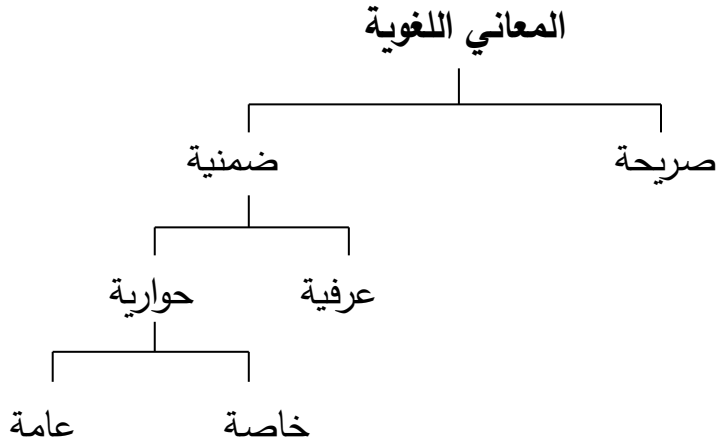 المعاني اللغوية
صريحة
ضمنية
عرفية
حوارية
خاصة
عامة